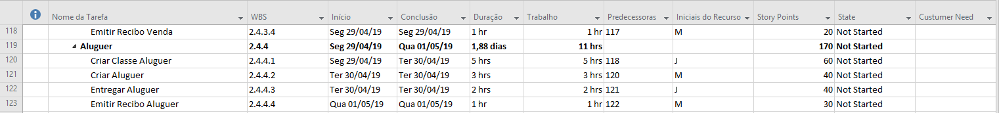 Nome da Tarefa WBS Início Conclusão Duração Trabalho Predecessoras Iniciais do Recurso Story Points State Custumer Need
118 Emitir Recibo Venda 2.4.3.4 Seg 29/04/19 Seg 29/04/19 1 hr 1 hr 117 M 20 Not Started
119 Aluguer 2.4.4 Seg 29/04/19 Qua 01/05/19 1,88 dias 11 hrs 170 Not Started
120 Criar Classe Aluguer 2.4.4.1 Seg 29/04/19 Ter 30/04/19 5 hrs 5 hrs 118 J 60 Not Started
121 Criar Aluguer 2.4.4.2 Ter 30/04/19 Ter 30/04/19 3 hrs 3 hrs 120 M 40 Not Started
122 Entregar Aluguer 2.4.4.3 Ter 30/04/19 Ter 30/04/19 2 hrs 2 hrs 121 J 40 Not Started
123 Emitir Recibo Aluguer 2.4.4.4 Qua 01/05/19 Qua 01/05/19 1 hr 1 hr 122 M 30 Not Started